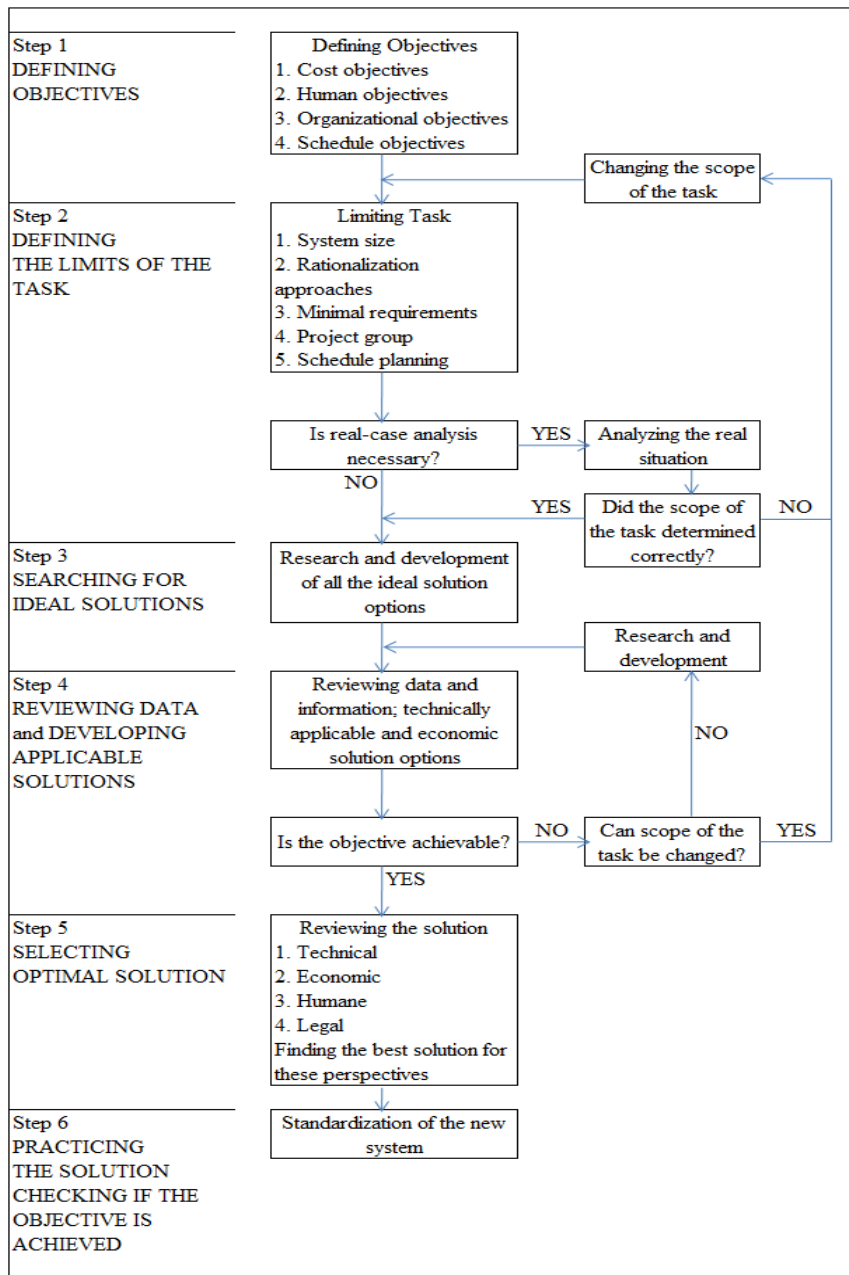 Step 1
DEFINING
OBJECTIVES
Defining Objectives
1. Cost objectives
2. Human objectives
3. Organizational objectives
4. Schedule objectives
Changing the scope
of the task
Step 2
DEFINING
THE LIMITS OF THE
TASK
Limiting Task
1. System size
2. Rationalization
approaches
3. Minimal requirements
4. Project group
5. Schedule planning
Is real-case analysis
necessary?
YES
Analyzing the real
situation
NO
YES
Did the scope of
the task determined
correctly?
NO
Step 3
SEARCHING FOR
IDEAL SOLUTIONS
Research and development
of all the ideal solution
options
Research and
development
Step 4
REVIEWING DATA
and DEVELOPING
APPLICABLE
SOLUTIONS
Reviewing data and
information; technically
applicable and economic
solution options
NO
Is the objective achievable?
NO
Can scope of the
task be changed?
YES
YES
Step 5
SELECTING
OPTIMAL SOLUTION
Reviewing the solution
1. Technical
2. Economic
3. Humane
4. Legal
Finding the best solution for
these perspectives
Step 6
PRACTICING
THE SOLUTION
CHECKING IF THE
OBJECTIVE IS
ACHIEVED
Standardization of the new
system